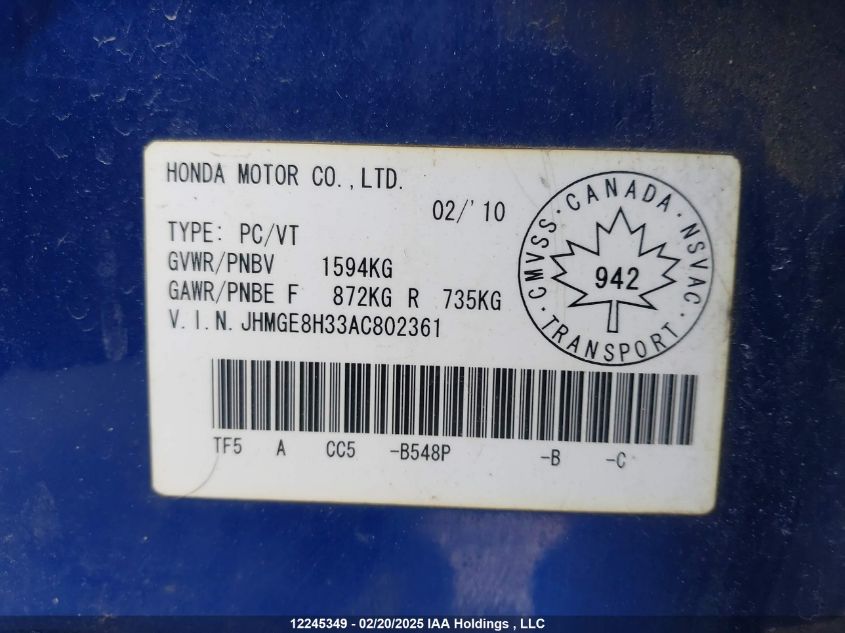 HONDA MOTOR CO.,LTD.
02/'10
TYPE: PC/VT
GVWR/PNBV 1594KG
GAWR/PNBE F 872KG R 735KG
V.I.N. JHMGE8H33AC802361
CMVSS · CANADA · NSVAC · TRANSPORT ·
942
TF5 A CC5 -B548P -B -C
12245349 - 02/20/2025 IAA Holdings , LLC